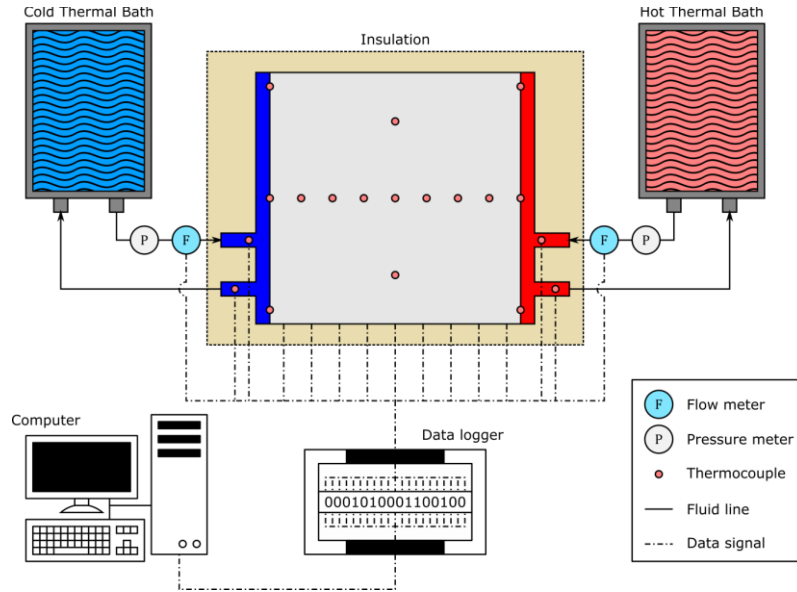 Cold Thermal Bath
Hot Thermal Bath
Insulation
P
F
F
P
Computer
Data logger
0001010001100100
F Flow meter
P Pressure meter
Thermocouple
Fluid line
Data signal